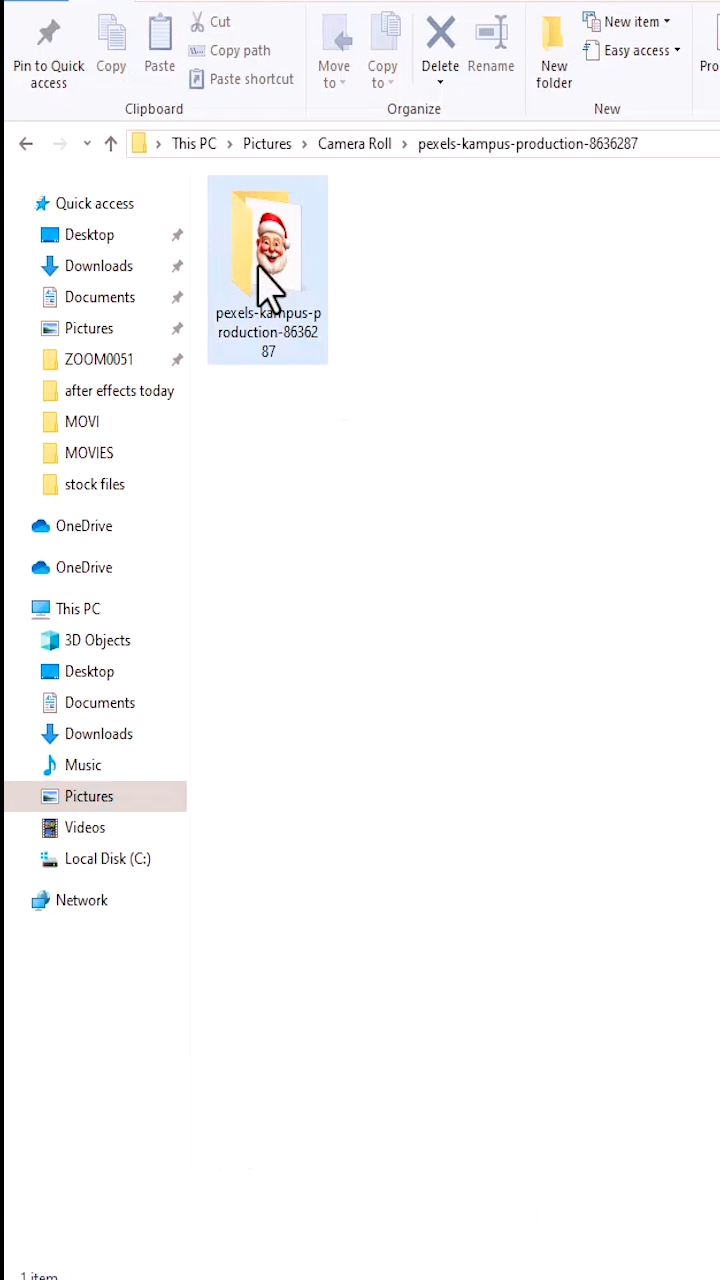 Pin to Quick access
Copy
Paste
Cut
Copy path
Paste shortcut
Clipboard
Move to
Copy to
Delete
Rename
Organize
New folder
New item
Easy access
New
This PC > Pictures > Camera Roll > pexels-kampus-production-8636287
Quick access
Desktop
Downloads
Documents
Pictures
ZOOM0051
after effects today
MOVI
MOVIES
stock files
OneDrive
OneDrive
This PC
3D Objects
Desktop
Documents
Downloads
Music
Pictures
Videos
Local Disk (C:)
Network
pexels-kampus-p
roduction-86362
87
1 item